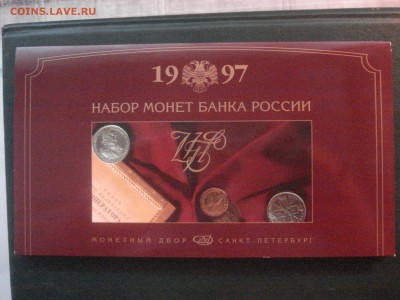 COINS.LAVE.RU
19 97
НАБОР МОНЕТ БАНКА РОССИИ
МОНЕТНЫЙ ДВОР САНКТ-ПЕТЕРБУРГ